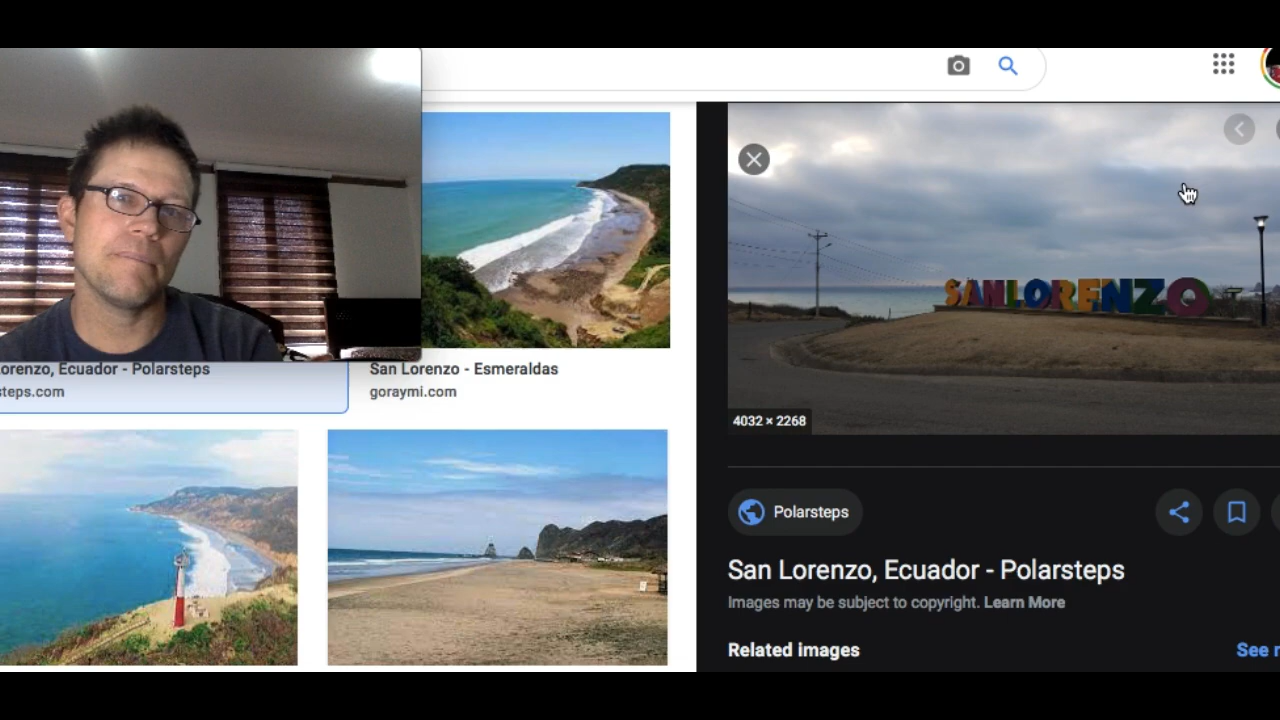 orenzo, Ecuador - Polarsteps
steps.com
San Lorenzo - Esmeraldas
goraymi.com
SANLORENZO
4032 × 2268
Polarsteps
San Lorenzo, Ecuador - Polarsteps
Images may be subject to copyright. Learn More
Related images
See